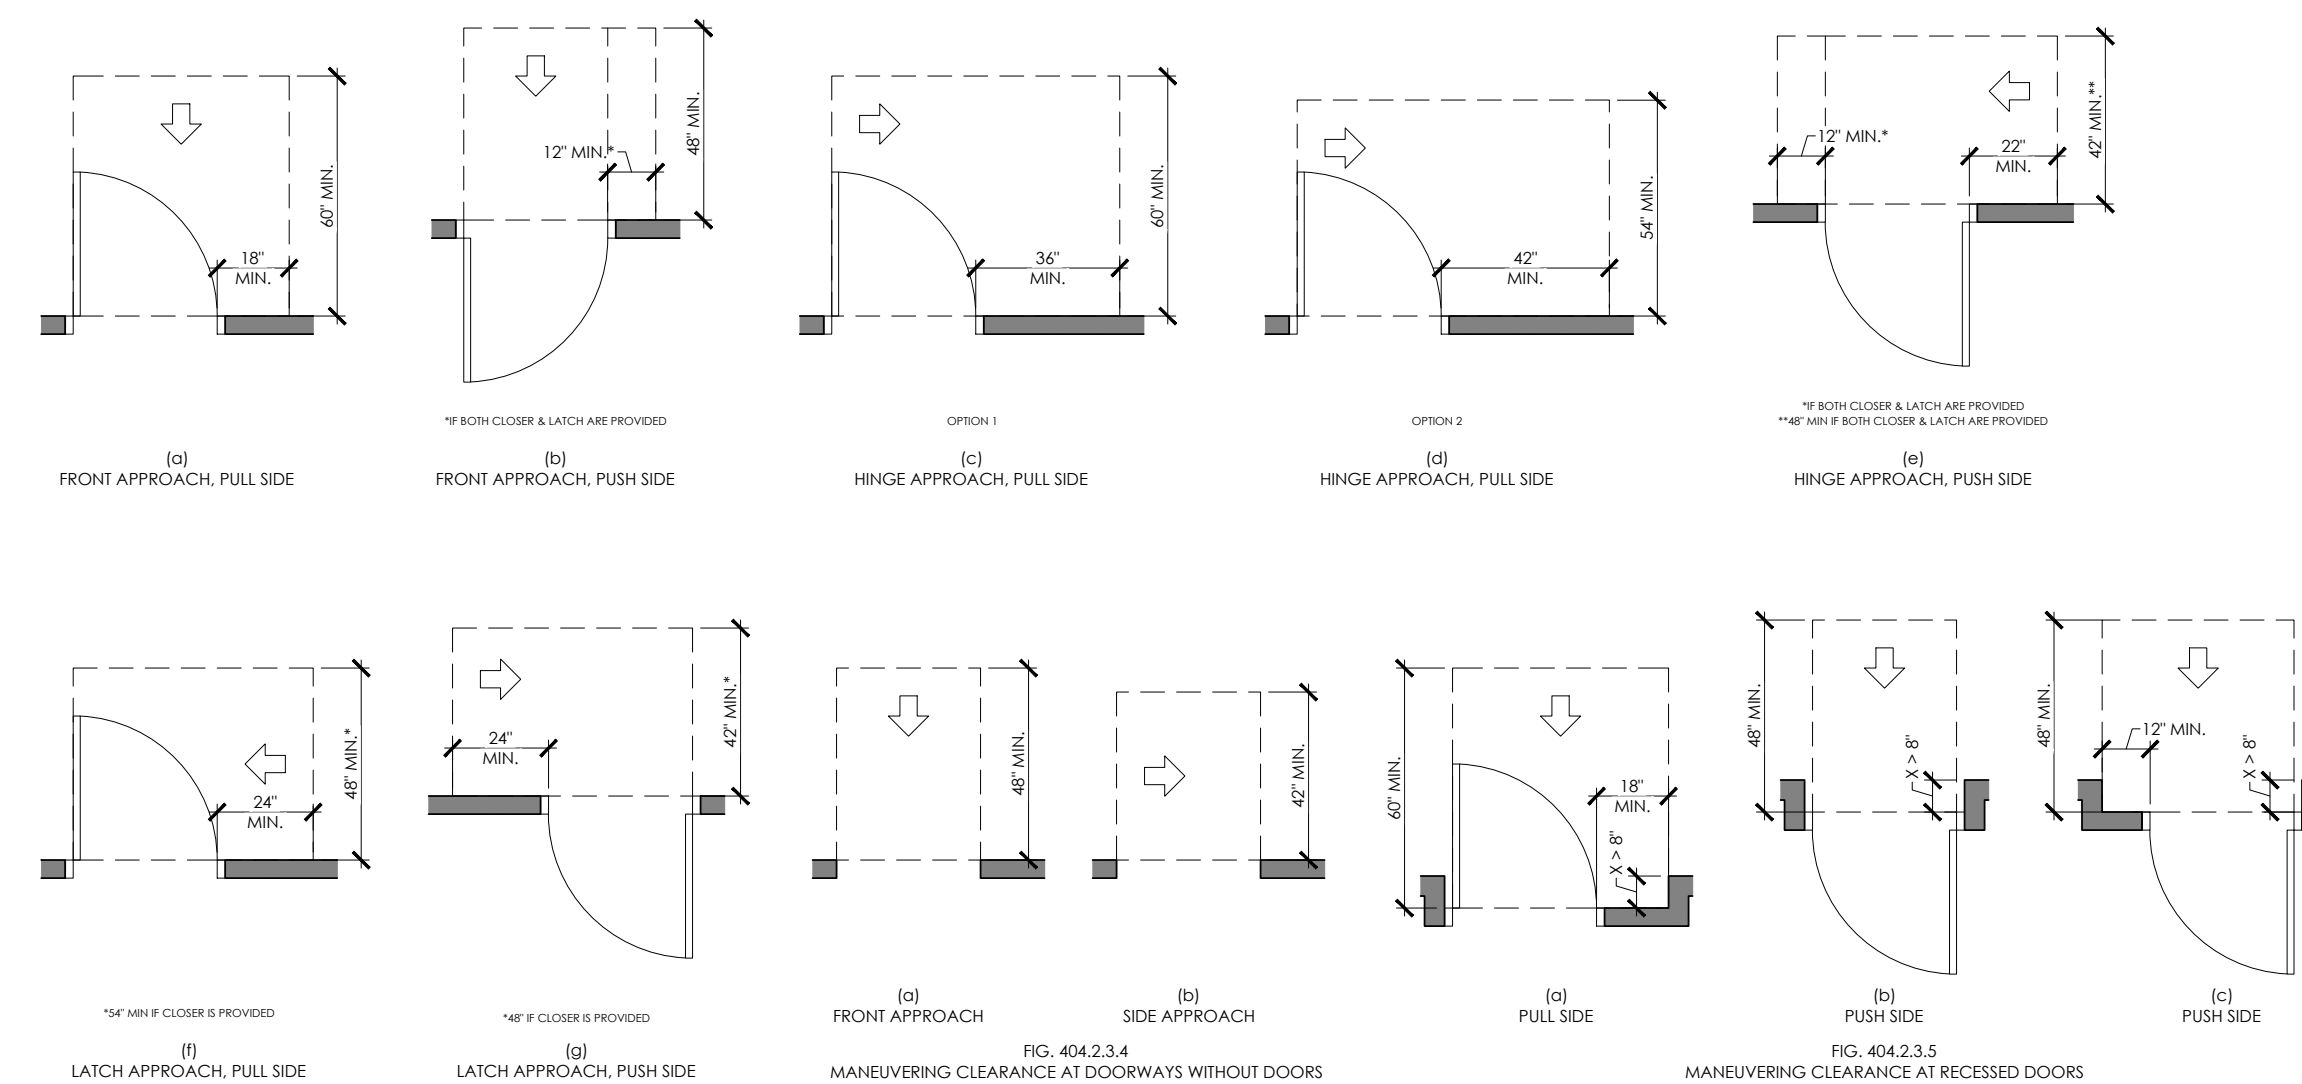 18"
MIN.
60" MIN.
(a)
FRONT APPROACH, PULL SIDE
12" MIN.*
48" MIN.
*IF BOTH CLOSER & LATCH ARE PROVIDED
(b)
FRONT APPROACH, PUSH SIDE
36"
MIN.
60" MIN.
OPTION 1
(c)
HINGE APPROACH, PULL SIDE
42"
MIN.
54" MIN.
OPTION 2
(d)
HINGE APPROACH, PULL SIDE
12" MIN.*
22"
MIN.
42" MIN.**
*IF BOTH CLOSER & LATCH ARE PROVIDED
**48" MIN IF BOTH CLOSER & LATCH ARE PROVIDED
(e)
HINGE APPROACH, PUSH SIDE
24"
MIN.
48" MIN.*
*54" MIN IF CLOSER IS PROVIDED
(f)
LATCH APPROACH, PULL SIDE
24"
MIN.
42" MIN.*
*48" IF CLOSER IS PROVIDED
(g)
LATCH APPROACH, PUSH SIDE
48" MIN.
(a)
FRONT APPROACH
42" MIN.
(b)
SIDE APPROACH
FIG. 404.2.3.4
MANEUVERING CLEARANCE AT DOORWAYS WITHOUT DOORS
60" MIN.
18"
MIN.
X > 8"
(a)
PULL SIDE
48" MIN.
X > 8"
(b)
PUSH SIDE
48" MIN.
12" MIN.
X > 8"
(c)
PUSH SIDE
FIG. 404.2.3.5
MANEUVERING CLEARANCE AT RECESSED DOORS